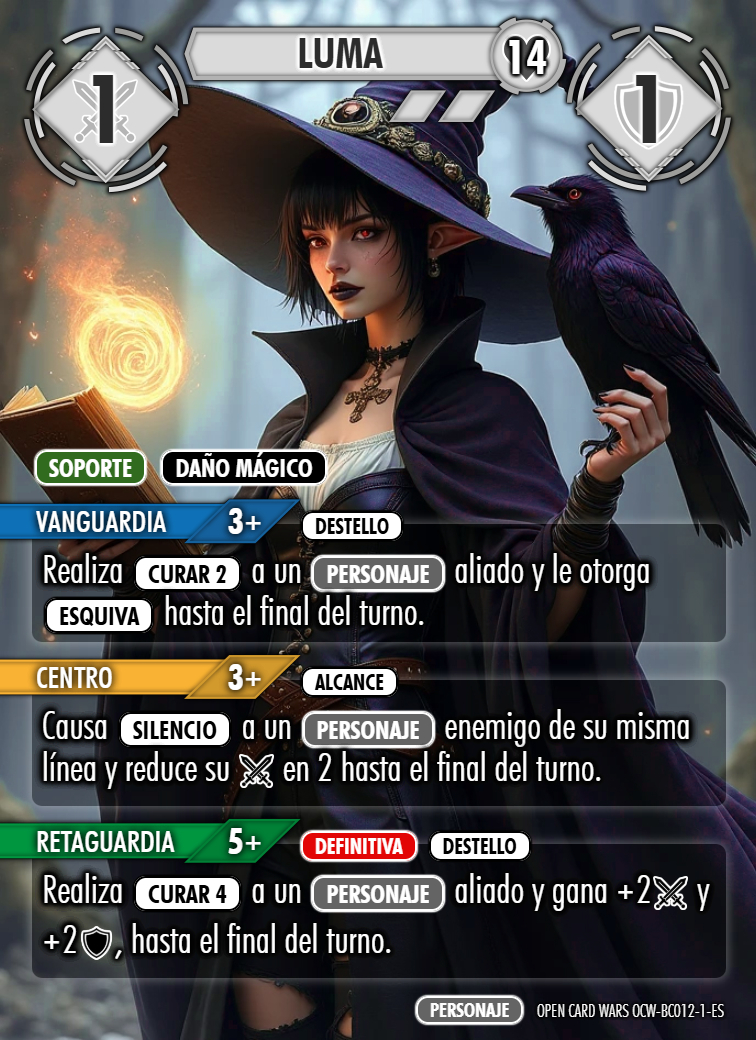 1
LUMA
14
1
SOPORTE DAÑO MÁGICO
VANGUARDIA 3+ DESTELLO
Realiza CURAR 2 a un PERSONAJE aliado y le otorga
ESQUIVA hasta el final del turno.
CENTRO 3+ ALCANCE
Causa SILENCIO a un PERSONAJE enemigo de su misma
línea y reduce su en 2 hasta el final del turno.
RETAGUARDIA 5+ DEFINITIVA DESTELLO
Realiza CURAR 4 a un PERSONAJE aliado y gana +2 y
+2, hasta el final del turno.
PERSONAJE OPEN CARD WARS OCW-BC012-1-ES